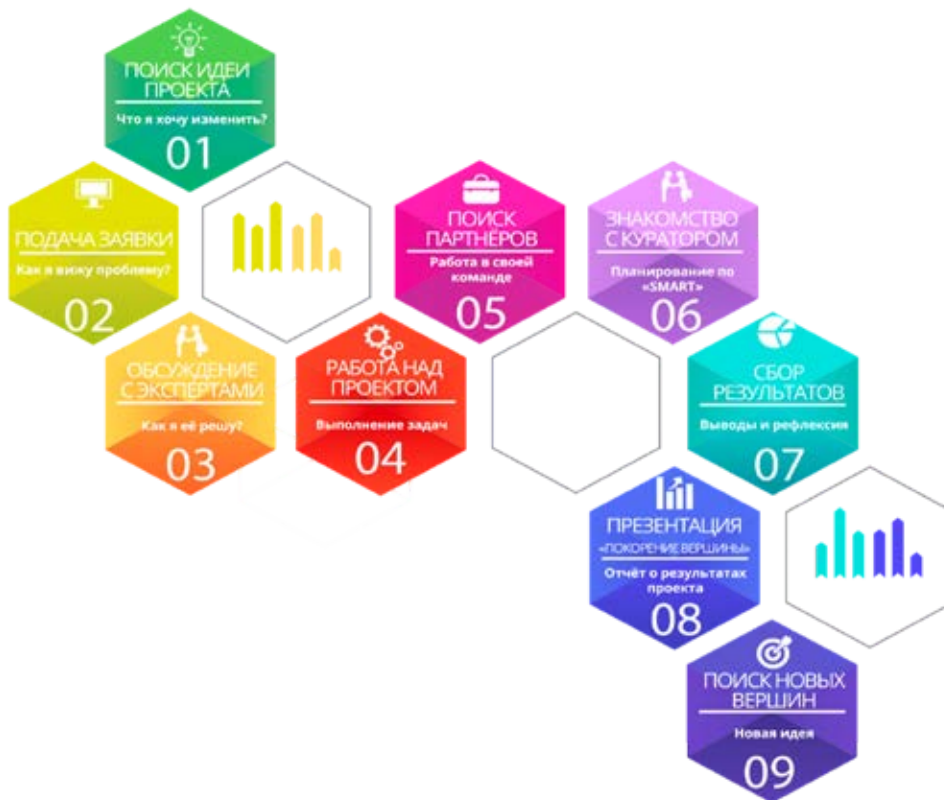 ПОИСК ИДЕИ
ПРОЕКТА
Что я хочу изменить?
01
ПОДАЧА ЗАЯВКИ
Как я вижу проблему?
02
ОБСУЖДЕНИЕ
С ЭКСПЕРТАМИ
Как я её решу?
03
РАБОТА НАД
ПРОЕКТОМ
Выполнение задач
04
ПОИСК
ПАРТНЁРОВ
Работа в своей
команде
05
ЗНАКОМСТВО
С КУРАТОРОМ
Планирование по
«SMART»
06
СБОР
РЕЗУЛЬТАТОВ
Выводы и рефлексия
07
ПРЕЗЕНТАЦИЯ
«ПОКОРЕНИЕ ВЕРШИНЫ»
Отчёт о результатах
проекта
08
ПОИСК НОВЫХ
ВЕРШИН
Новая идея
09